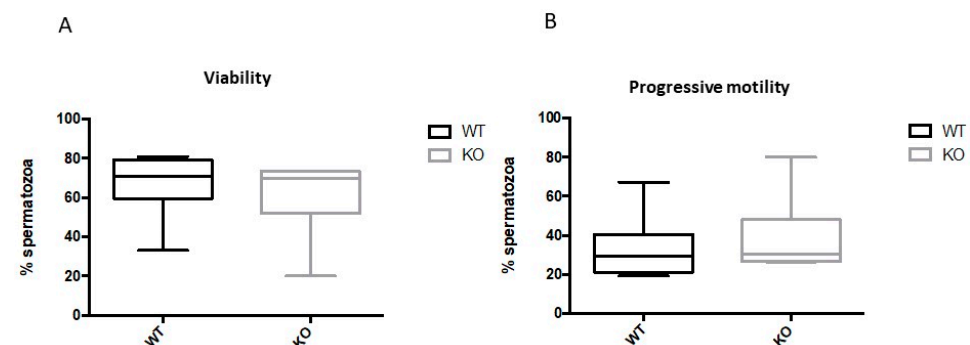 A
Viability
% spermatozoa
100
80
60
40
20
0
WT
KO
WT
KO
B
Progressive motility
% spermatozoa
100
80
60
40
20
0
WT
KO
WT
KO